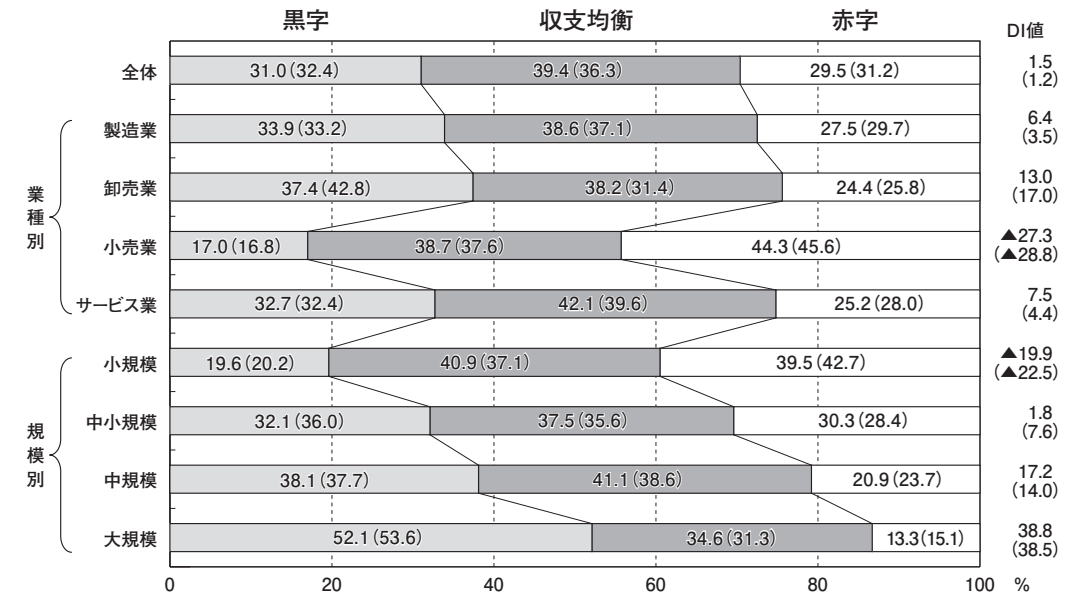 黒字 収支均衡 赤字 DI値
全体 31.0(32.4) 39.4(36.3) 29.5(31.2) 1.5
(1.2)
製造業 33.9(33.2) 38.6(37.1) 27.5(29.7) 6.4
(3.5)
卸売業 37.4(42.8) 38.2(31.4) 24.4(25.8) 13.0
(17.0)
業種別
小売業 17.0(16.8) 38.7(37.6) 44.3(45.6) ▲27.3
(▲28.8)
サービス業 32.7(32.4) 42.1(39.6) 25.2(28.0) 7.5
(4.4)
小規模 19.6(20.2) 40.9(37.1) 39.5(42.7) ▲19.9
(▲22.5)
中小規模 32.1(36.0) 37.5(35.6) 30.3(28.4) 1.8
(7.6)
規模別
中規模 38.1(37.7) 41.1(38.6) 20.9(23.7) 17.2
(14.0)
大規模 52.1(53.6) 34.6(31.3) 13.3(15.1) 38.8
(38.5)
0 20 40 60 80 100 %